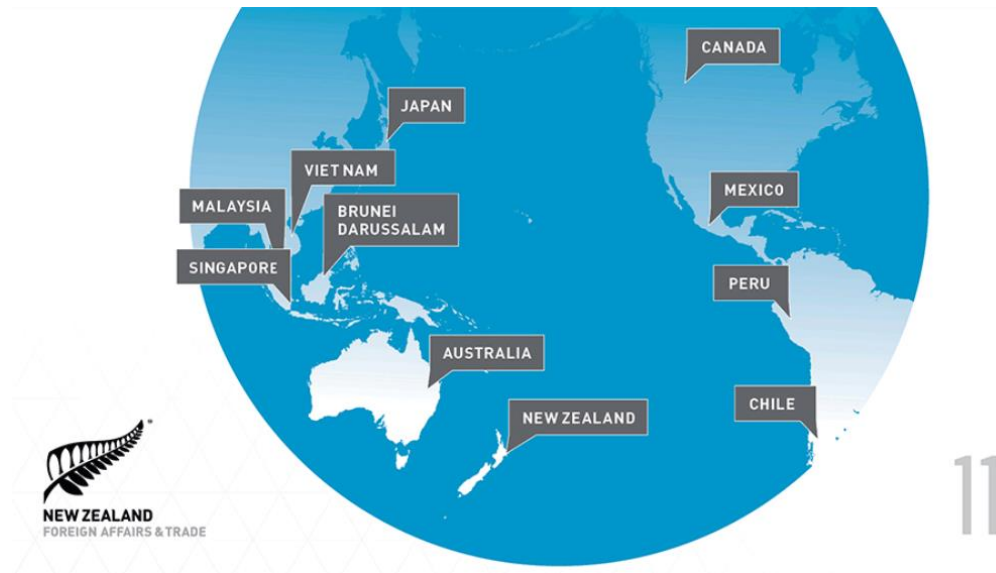 CANADA
JAPAN
VIET NAM
MALAYSIA
BRUNEI
DARUSSALAM
MEXICO
SINGAPORE
PERU
AUSTRALIA
NEW ZEALAND
CHILE
NEW ZEALAND
FOREIGN AFFAIRS & TRADE
11